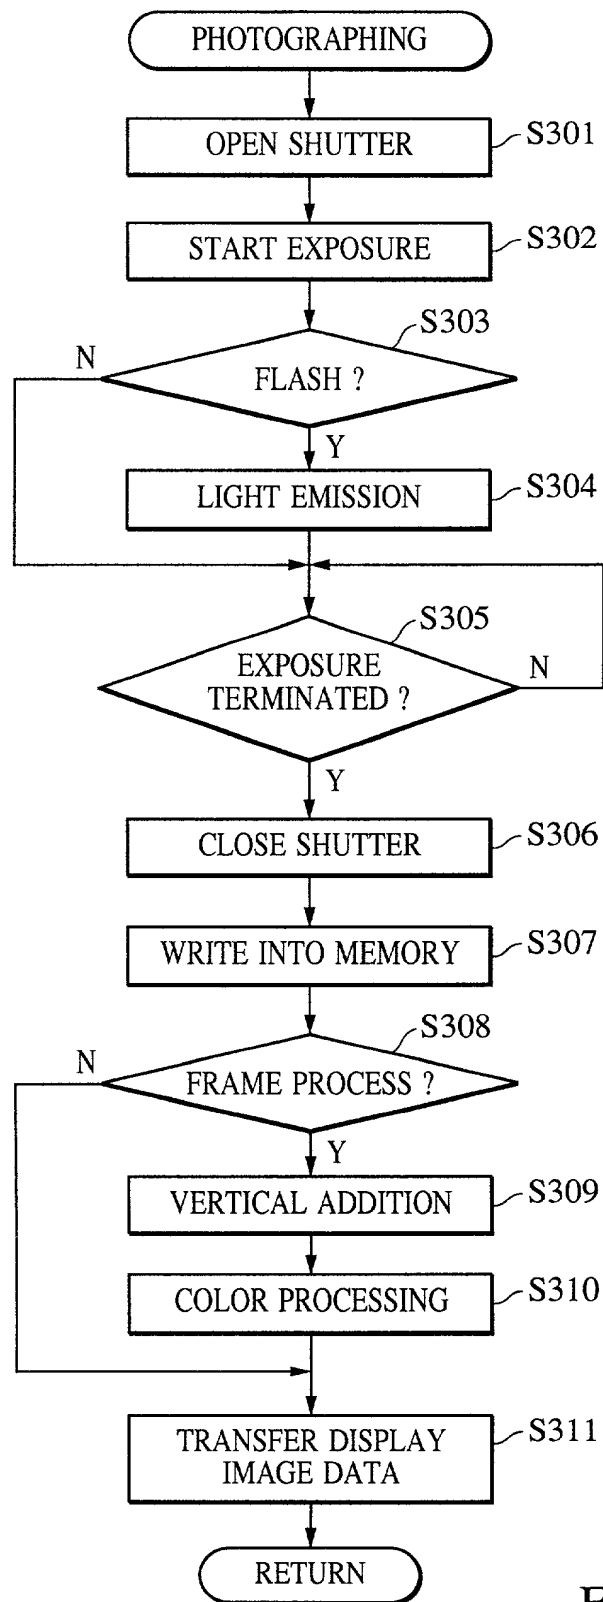 PHOTOGRAPHING
OPEN SHUTTER
S301
START EXPOSURE
S302
S303
N
FLASH ?
Y
LIGHT EMISSION
S304
S305
EXPOSURE
TERMINATED ?
N
Y
CLOSE SHUTTER
S306
WRITE INTO MEMORY
S307
S308
N
FRAME PROCESS ?
Y
VERTICAL ADDITION
S309
COLOR PROCESSING
S310
TRANSFER DISPLAY
IMAGE DATA
S311
RETURN